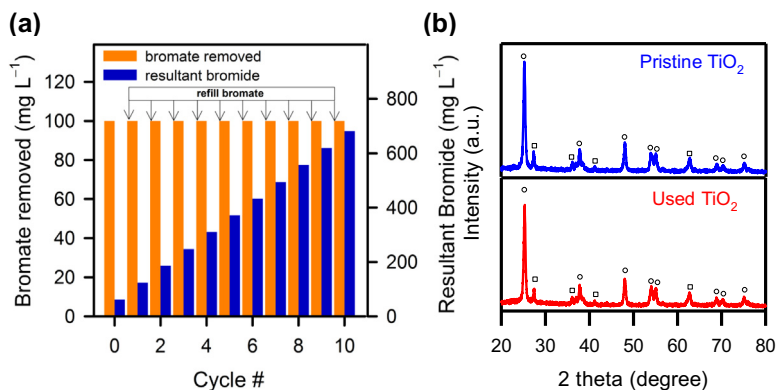 (a)
bromate removed
resultant bromide
refill bromate
120
100
80
60
40
20
0
Bromate removed (mg L⁻¹)
800
600
400
200
0
Resultant Bromide (mg L⁻¹)
0 2 4 6 8 10
Cycle #
(b)
Pristine TiO₂
Used TiO₂
Intensity (a.u.)
20 30 40 50 60 70 80
2 theta (degree)